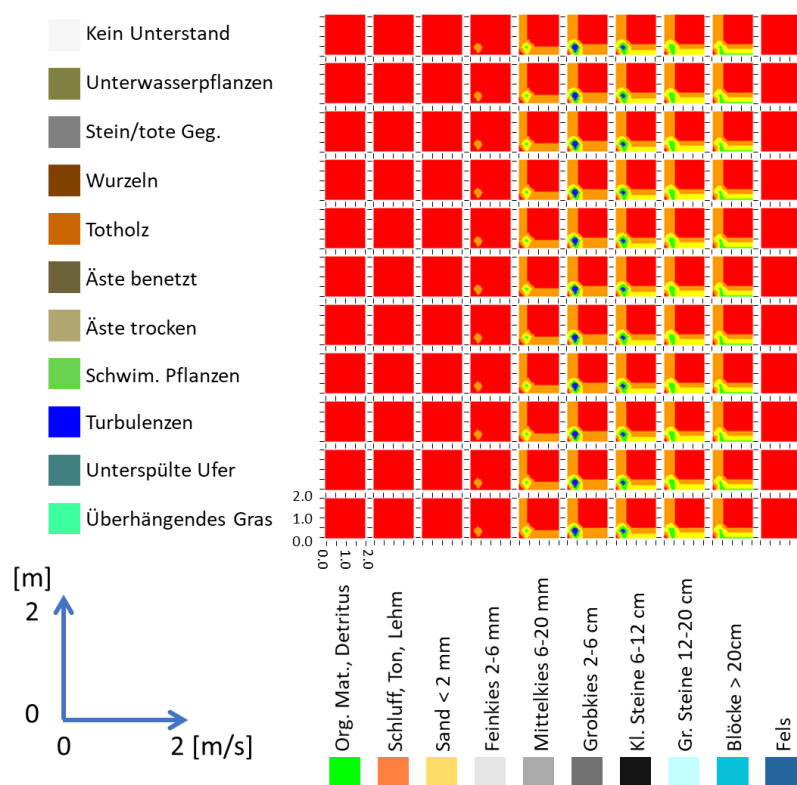 Kein Unterstand
Unterwasserpflanzen
Stein/tote Geg.
Wurzeln
Totholz
Äste benetzt
Äste trocken
Schwim. Pflanzen
Turbulenzen
Unterspülte Ufer
Überhängendes Gras
2.0
1.0
0.0
0.0
1.0
2.0
[m]
2
0
0
2 [m/s]
Org. Mat., Detritus
Schluff, Ton, Lehm
Sand < 2 mm
Feinkies 2-6 mm
Mittelkies 6-20 mm
Grobkies 2-6 cm
Kl. Steine 6-12 cm
Gr. Steine 12-20 cm
Blöcke > 20cm
Fels